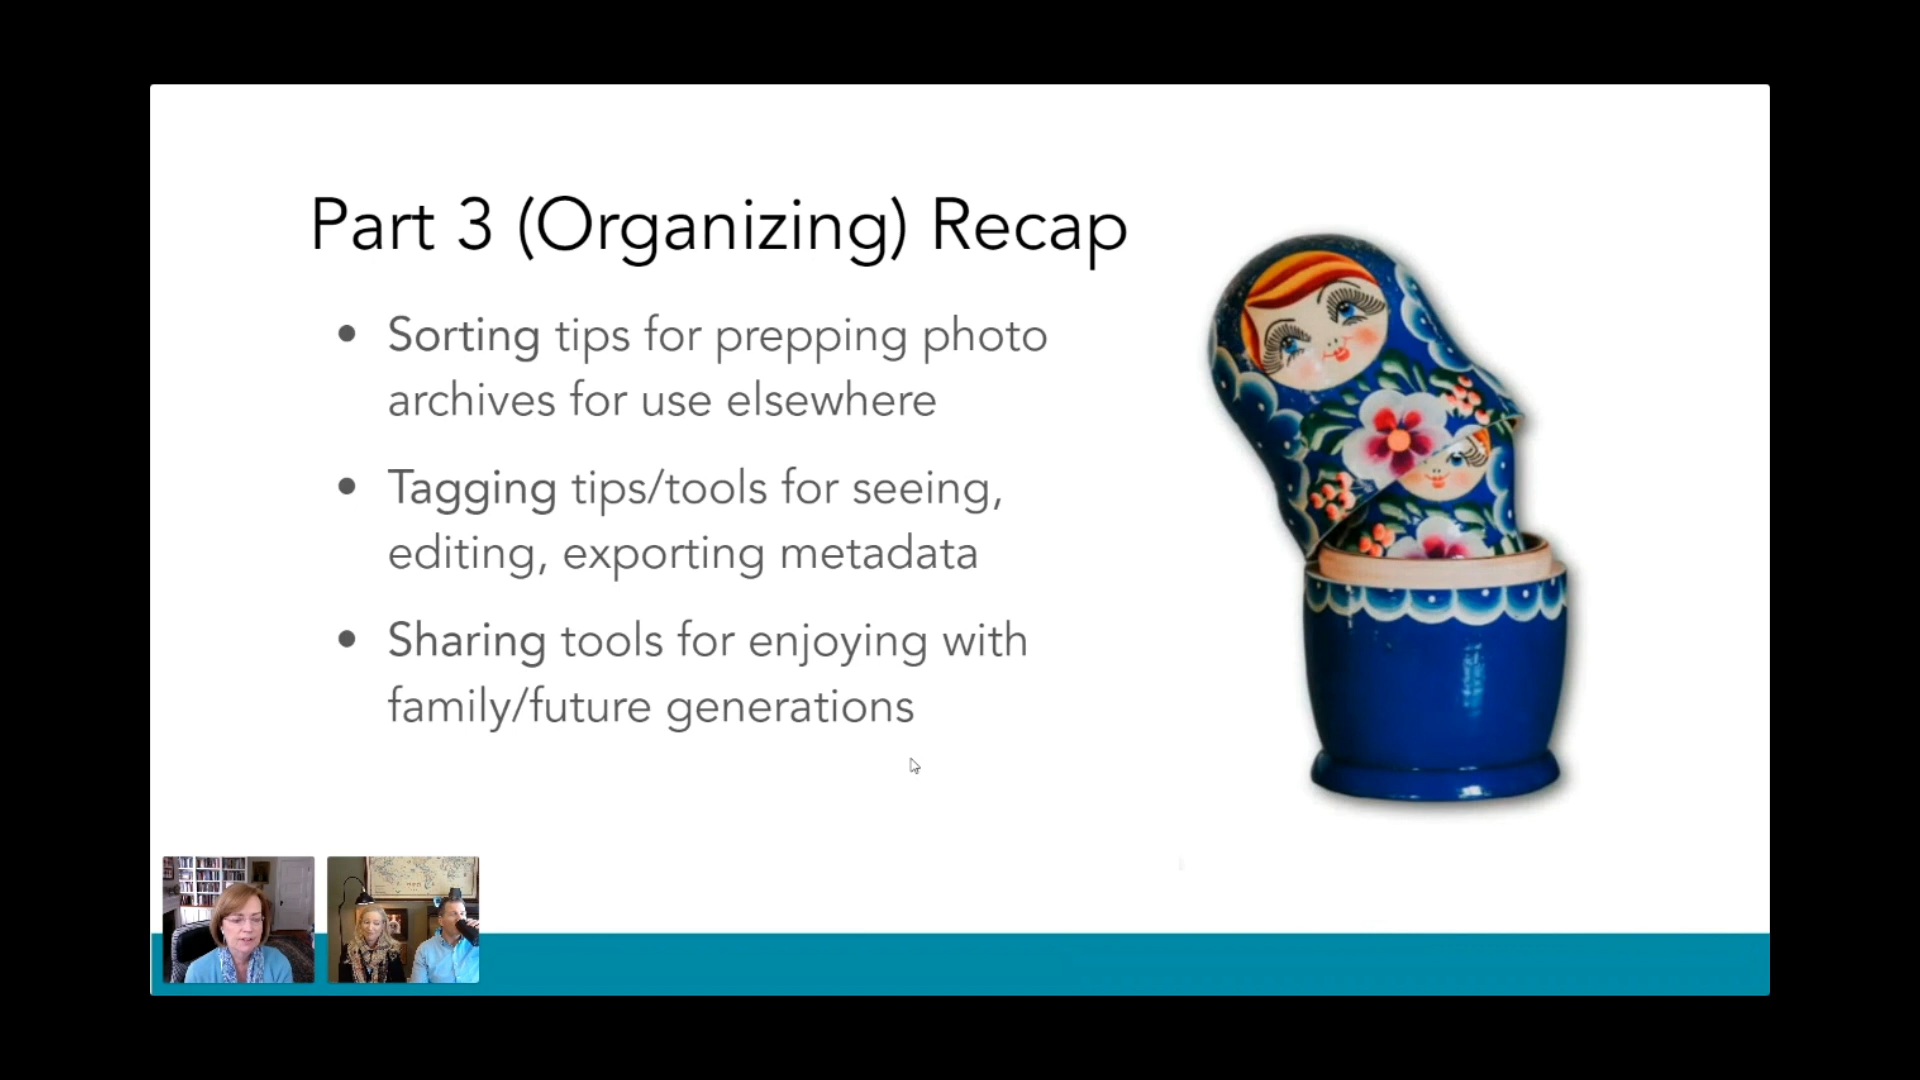 Part 3 (Organizing) Recap
• Sorting tips for prepping photo
archives for use elsewhere
• Tagging tips/tools for seeing,
editing, exporting metadata
• Sharing tools for enjoying with
family/future generations